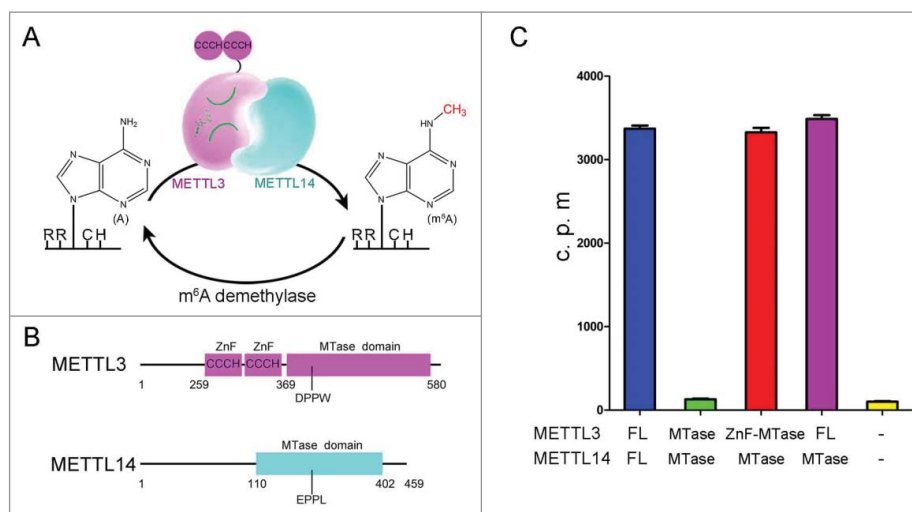 A
CCCH CCCH
NH₂
N
N
N
N
(A)
RR CH
METTL3 METTL14
CH₃
HN
N
N
N
N
(m⁶A)
RR CH
m⁶A demethylase
B
ZnF ZnF MTase domain
METTL3 CCCH CCCH
1 259 369 580
DPPW
MTase domain
METTL14
1 110 402 459
EPPL
C
c. p. m
4000
3000
2000
1000
0
METTL3 FL MTase ZnF-MTase FL -
METTL14 FL MTase MTase MTase -